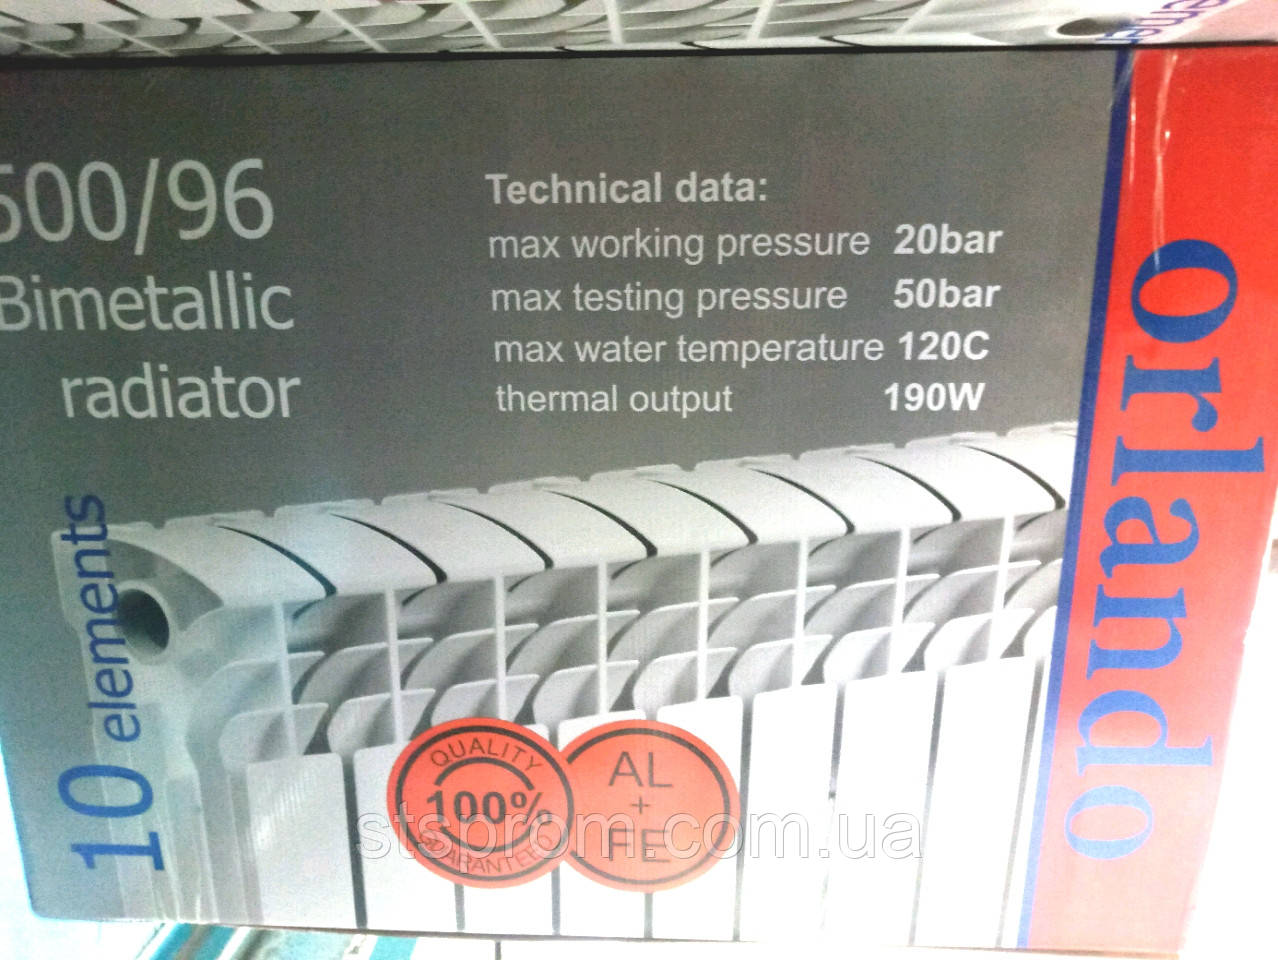 500/96
Bimetallic
radiator
Technical data:
max working pressure 20bar
max testing pressure 50bar
max water temperature 120C
thermal output 190W
10 elements
orlando
QUALITY
100%
GUARANTEE
AL
+
FE
stsprom.com.ua